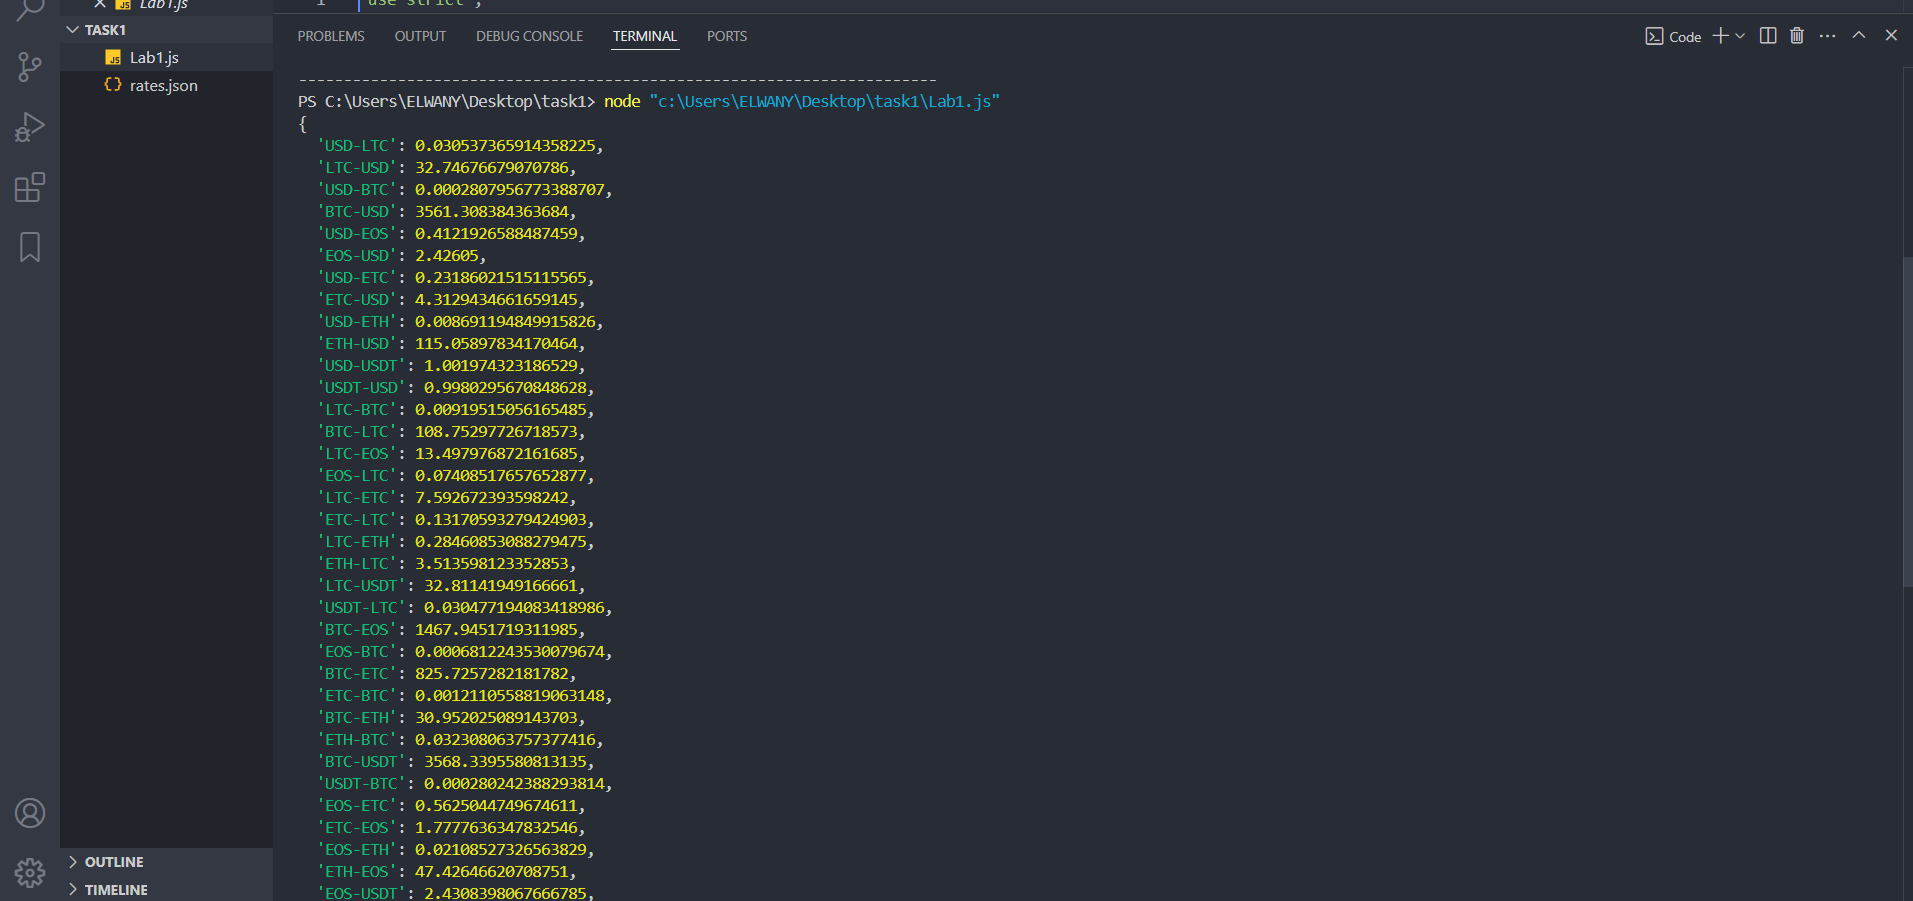 Lab1.js
1 'use strict';
TASK1
Lab1.js
rates.json
OUTLINE
TIMELINE
PROBLEMS OUTPUT DEBUG CONSOLE TERMINAL PORTS
Code
-----------------------------------------------------------------------
PS C:\Users\ELWANY\Desktop\task1> node "c:\Users\ELWANY\Desktop\task1\Lab1.js"
{
'USD-LTC': 0.030537365914358225,
'LTC-USD': 32.74676679070786,
'USD-BTC': 0.0002807956773388707,
'BTC-USD': 3561.308384363684,
'USD-EOS': 0.4121926588487459,
'EOS-USD': 2.42605,
'USD-ETC': 0.23186021515115565,
'ETC-USD': 4.3129434661659145,
'USD-ETH': 0.008691194849915826,
'ETH-USD': 115.05897834170464,
'USD-USDT': 1.001974323186529,
'USDT-USD': 0.9980295670848628,
'LTC-BTC': 0.00919515056165485,
'BTC-LTC': 108.75297726718573,
'LTC-EOS': 13.497976872161685,
'EOS-LTC': 0.07408517657652877,
'LTC-ETC': 7.592672393598242,
'ETC-LTC': 0.13170593279424903,
'LTC-ETH': 0.28460853088279475,
'ETH-LTC': 3.513598123352853,
'LTC-USDT': 32.81141949166661,
'USDT-LTC': 0.030477194083418986,
'BTC-EOS': 1467.9451719311985,
'EOS-BTC': 0.0006812243530079674,
'BTC-ETC': 825.7257282181782,
'ETC-BTC': 0.0012110558819063148,
'BTC-ETH': 30.952025089143703,
'ETH-BTC': 0.032308063757377416,
'BTC-USDT': 3568.3395580813135,
'USDT-BTC': 0.000280242388293814,
'EOS-ETC': 0.5625044749674611,
'ETC-EOS': 1.7777636347832546,
'EOS-ETH': 0.02108527326563829,
'ETH-EOS': 47.42646620708751,
'EOS-USDT': 2.4308398067666785,